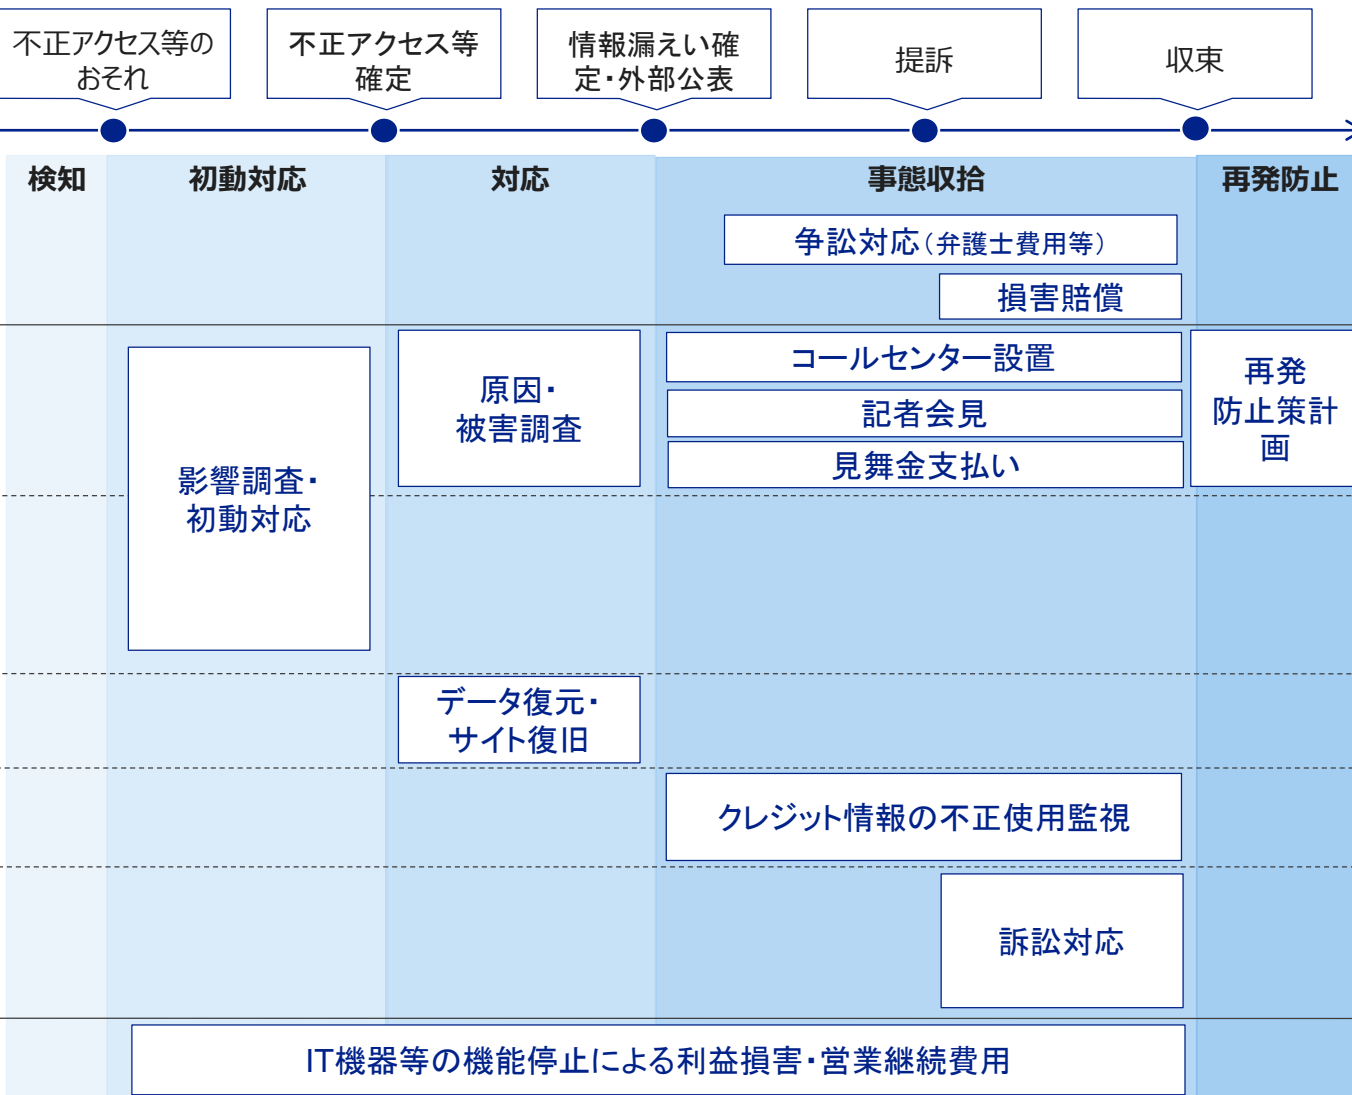 不正アクセス等の
おそれ
不正アクセス等
確定
情報漏えい確
定・外部公表
提訴
収束
検知
初動対応
対応
事態収拾
再発防止
争訟対応(弁護士費用等)
損害賠償
影響調査・
初動対応
原因・
被害調査
コールセンター設置
記者会見
見舞金支払い
再発
防止策計
画
データ復元・
サイト復旧
クレジット情報の不正使用監視
訴訟対応
IT機器等の機能停止による利益損害・営業継続費用